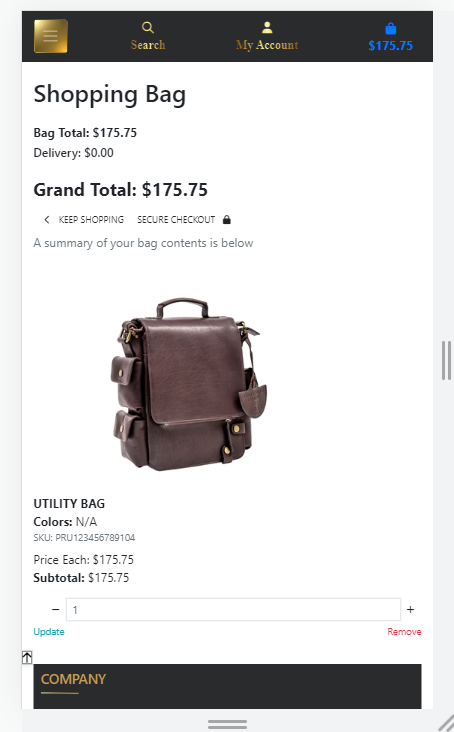 Search
My Account
$175.75
Shopping Bag
Bag Total: $175.75
Delivery: $0.00
Grand Total: $175.75
KEEP SHOPPING SECURE CHECKOUT
A summary of your bag contents is below
UTILITY BAG
Colors: N/A
SKU: PRU123456789104
Price Each: $175.75
Subtotal: $175.75
− 1 +
Update Remove
COMPANY